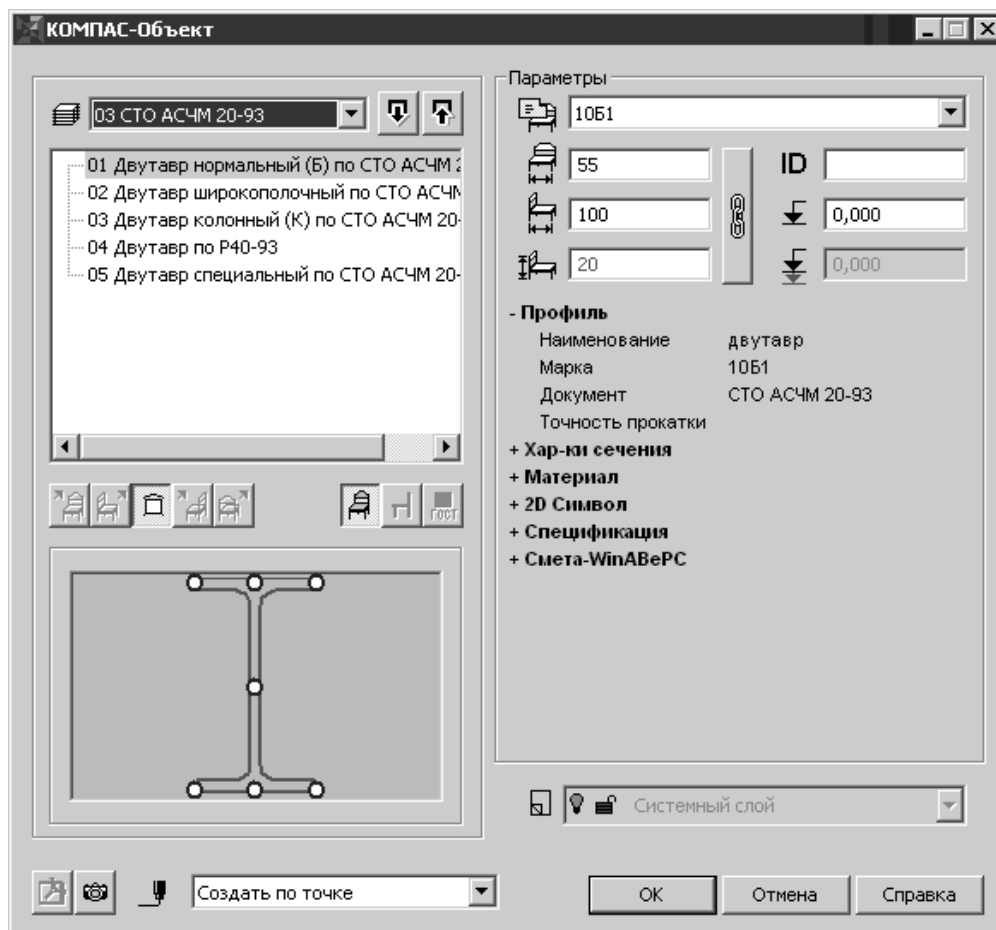 КОМПАС-Объект
03 СТО АСЧМ 20-93
01 Двутавр нормальный (Б) по СТО АСЧМ 2
02 Двутавр широкополочный по СТО АСЧМ
03 Двутавр колонный (К) по СТО АСЧМ 20-
04 Двутавр по Р40-93
05 Двутавр специальный по СТО АСЧМ 20-
ГОСТ
Параметры
10Б1
55
ID
100
0,000
20
0,000
- Профиль
Наименование двутавр
Марка 10Б1
Документ СТО АСЧМ 20-93
Точность прокатки
+ Хар-ки сечения
+ Материал
+ 2D Символ
+ Спецификация
+ Смета-WinАВеРС
Системный слой
Создать по точке
OK
Отмена
Справка